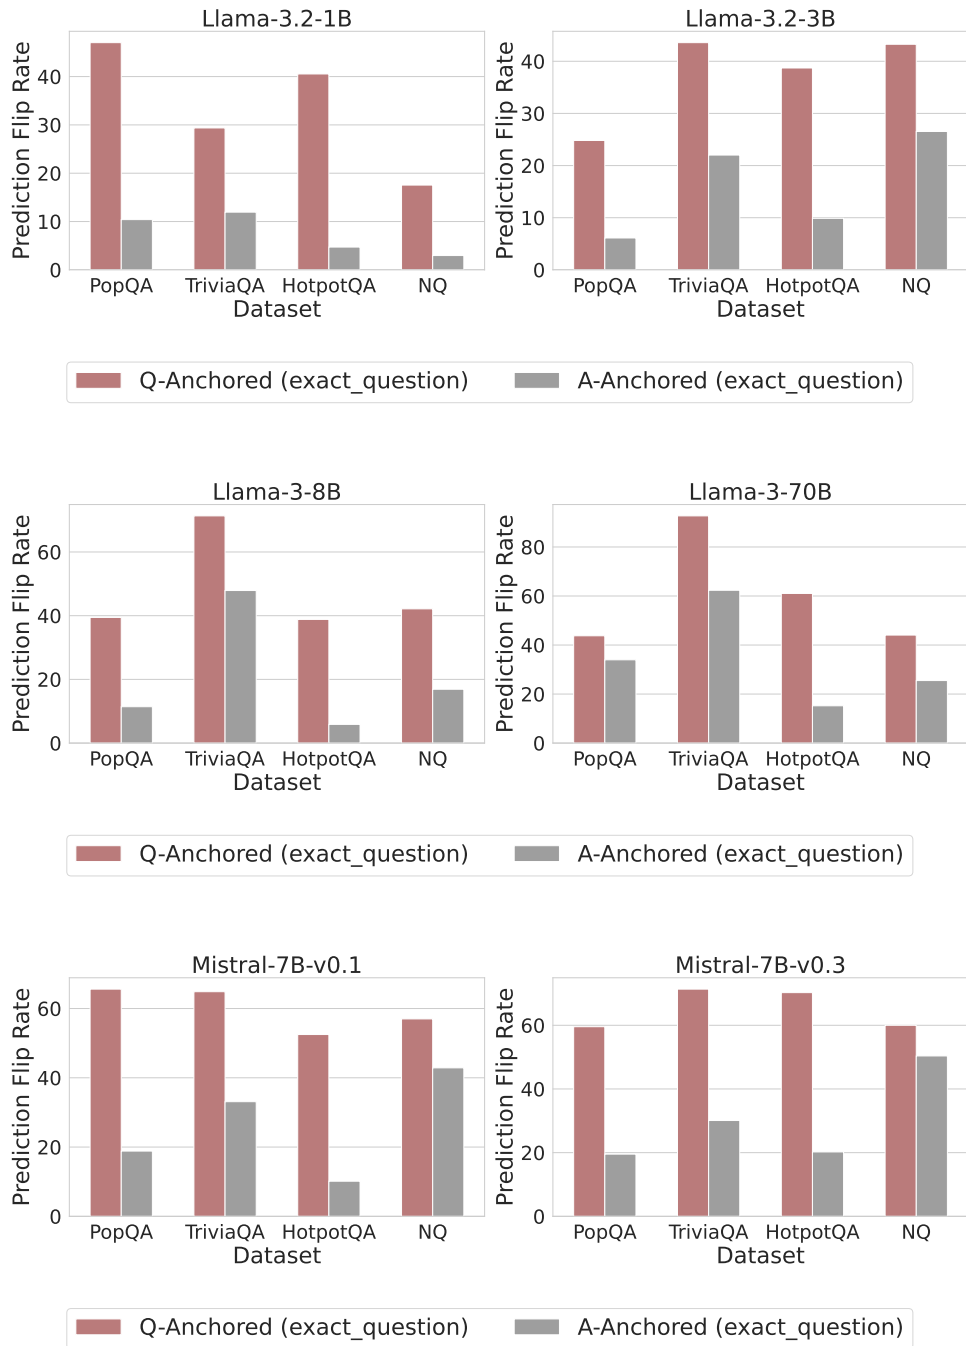 Llama-3.2-1B
Prediction Flip Rate
40
30
20
10
0
PopQA TriviaQA HotpotQA NQ
Dataset
Llama-3.2-3B
Prediction Flip Rate
40
30
20
10
0
PopQA TriviaQA HotpotQA NQ
Dataset
Q-Anchored (exact_question) A-Anchored (exact_question)
Llama-3-8B
Prediction Flip Rate
60
40
20
0
PopQA TriviaQA HotpotQA NQ
Dataset
Llama-3-70B
Prediction Flip Rate
80
60
40
20
0
PopQA TriviaQA HotpotQA NQ
Dataset
Q-Anchored (exact_question) A-Anchored (exact_question)
Mistral-7B-v0.1
Prediction Flip Rate
60
40
20
0
PopQA TriviaQA HotpotQA NQ
Dataset
Mistral-7B-v0.3
Prediction Flip Rate
60
40
20
0
PopQA TriviaQA HotpotQA NQ
Dataset
Q-Anchored (exact_question) A-Anchored (exact_question)